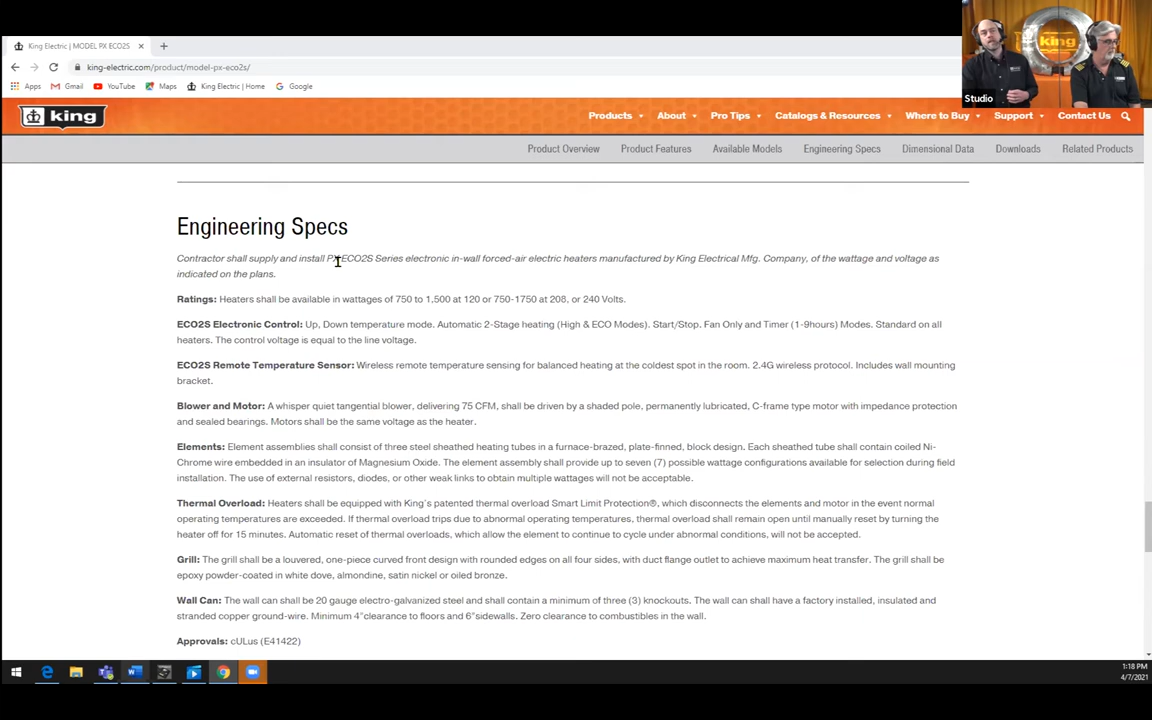 King Electric | MODEL PX ECO2S
king-electric.com/product/model-px-eco2s/
Apps Gmail YouTube Maps King Electric | Home Google
king
Studio
king
Products About Pro Tips Catalogs & Resources Where to Buy Support Contact Us
Product Overview Product Features Available Models Engineering Specs Dimensional Data Downloads Related Products
Engineering Specs
Contractor shall supply and install PX ECO2S Series electronic in-wall forced-air electric heaters manufactured by King Electrical Mfg. Company, of the wattage and voltage as
indicated on the plans.
Ratings: Heaters shall be available in wattages of 750 to 1,500 at 120 or 750-1750 at 208, or 240 Volts.
ECO2S Electronic Control: Up, Down temperature mode. Automatic 2-Stage heating (High & ECO Modes). Start/Stop. Fan Only and Timer (1-9hours) Modes. Standard on all
heaters. The control voltage is equal to the line voltage.
ECO2S Remote Temperature Sensor: Wireless remote temperature sensing for balanced heating at the coldest spot in the room. 2.4G wireless protocol. Includes wall mounting
bracket.
Blower and Motor: A whisper quiet tangential blower, delivering 75 CFM, shall be driven by a shaded pole, permanently lubricated, C-frame type motor with impedance protection
and sealed bearings. Motors shall be the same voltage as the heater.
Elements: Element assemblies shall consist of three steel sheathed heating tubes in a furnace-brazed, plate-finned, block design. Each sheathed tube shall contain coiled Ni-
Chrome wire embedded in an insulator of Magnesium Oxide. The element assembly shall provide up to seven (7) possible wattage configurations available for selection during field
installation. The use of external resistors, diodes, or other weak links to obtain multiple wattages will not be acceptable.
Thermal Overload: Heaters shall be equipped with King's patented thermal overload Smart Limit Protection®, which disconnects the elements and motor in the event normal
operating temperatures are exceeded. If thermal overload trips due to abnormal operating temperatures, thermal overload shall remain open until manually reset by turning the
heater off for 15 minutes. Automatic reset of thermal overloads, which allow the element to continue to cycle under abnormal conditions, will not be accepted.
Grill: The grill shall be a louvered, one-piece curved front design with rounded edges on all four sides, with duct flange outlet to achieve maximum heat transfer. The grill shall be
epoxy powder-coated in white dove, almondine, satin nickel or oiled bronze.
Wall Can: The wall can shall be 20 gauge electro-galvanized steel and shall contain a minimum of three (3) knockouts. The wall can shall have a factory installed, insulated and
stranded copper ground-wire. Minimum 4"clearance to floors and 6"sidewalls. Zero clearance to combustibles in the wall.
Approvals: cULus (E41422)
1:18 PM
4/7/2021